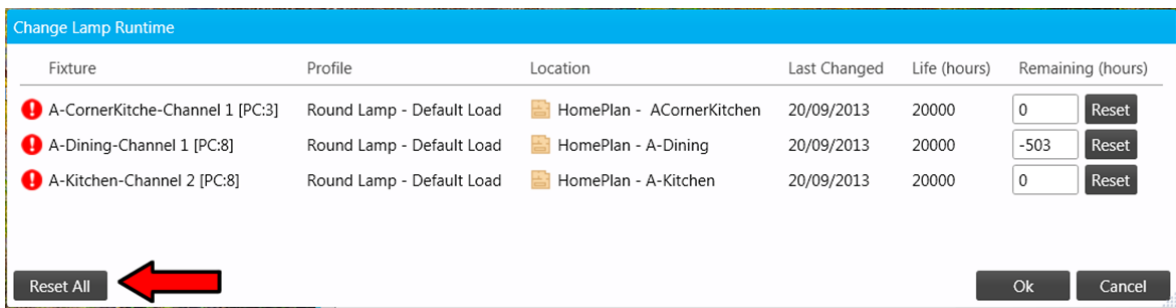 Change Lamp Runtime
Fixture Profile Location Last Changed Life (hours) Remaining (hours)
A-CornerKitche-Channel 1 [PC:3] Round Lamp - Default Load HomePlan - ACornerKitchen 20/09/2013 20000 0 Reset
A-Dining-Channel 1 [PC:8] Round Lamp - Default Load HomePlan - A-Dining 20/09/2013 20000 -503 Reset
A-Kitchen-Channel 2 [PC:8] Round Lamp - Default Load HomePlan - A-Kitchen 20/09/2013 20000 0 Reset
Reset All Ok Cancel